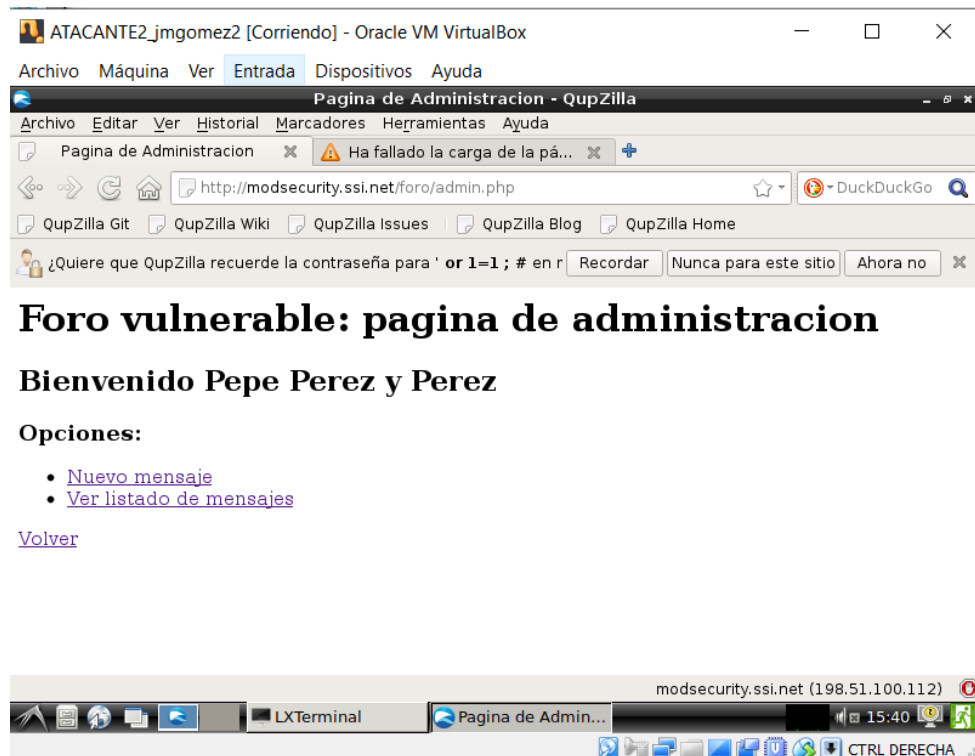 ATACANTE2_jmgomez2 [Corriendo] - Oracle VM VirtualBox
Archivo Máquina Ver Entrada Dispositivos Ayuda
Pagina de Administracion - QupZilla
Archivo Editar Ver Historial Marcadores Herramientas Ayuda
Pagina de Administracion Ha fallado la carga de la pá...
http://modsecurity.ssi.net/foro/admin.php DuckDuckGo
QupZilla Git QupZilla Wiki QupZilla Issues QupZilla Blog QupZilla Home
¿Quiere que QupZilla recuerde la contraseña para ' or 1=1 ; # en r Recordar Nunca para este sitio Ahora no
Foro vulnerable: pagina de administracion
Bienvenido Pepe Perez y Perez
Opciones:
• Nuevo mensaje
• Ver listado de mensajes
Volver
modsecurity.ssi.net (198.51.100.112)
LXTerminal Pagina de Admin... 15:40
CTRL DERECHA